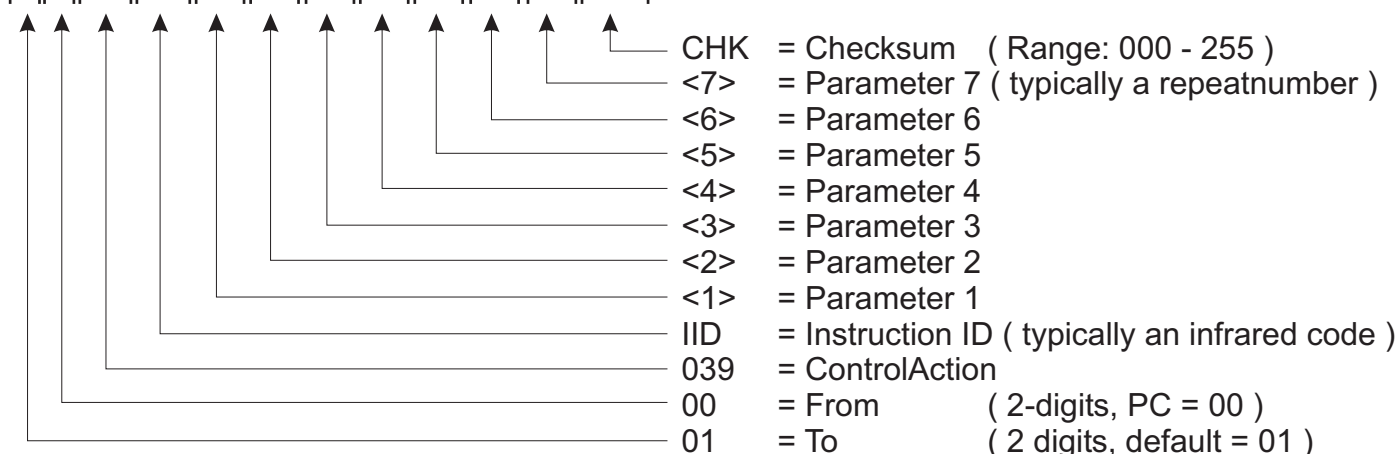 CHK = Checksum ( Range: 000 - 255 )
<7> = Parameter 7 ( typically a repeatnumber )
<6> = Parameter 6
<5> = Parameter 5
<4> = Parameter 4
<3> = Parameter 3
<2> = Parameter 2
<1> = Parameter 1
IID = Instruction ID ( typically an infrared code )
039 = ControlAction
00 = From ( 2-digits, PC = 00 )
01 = To ( 2 digits, default = 01 )